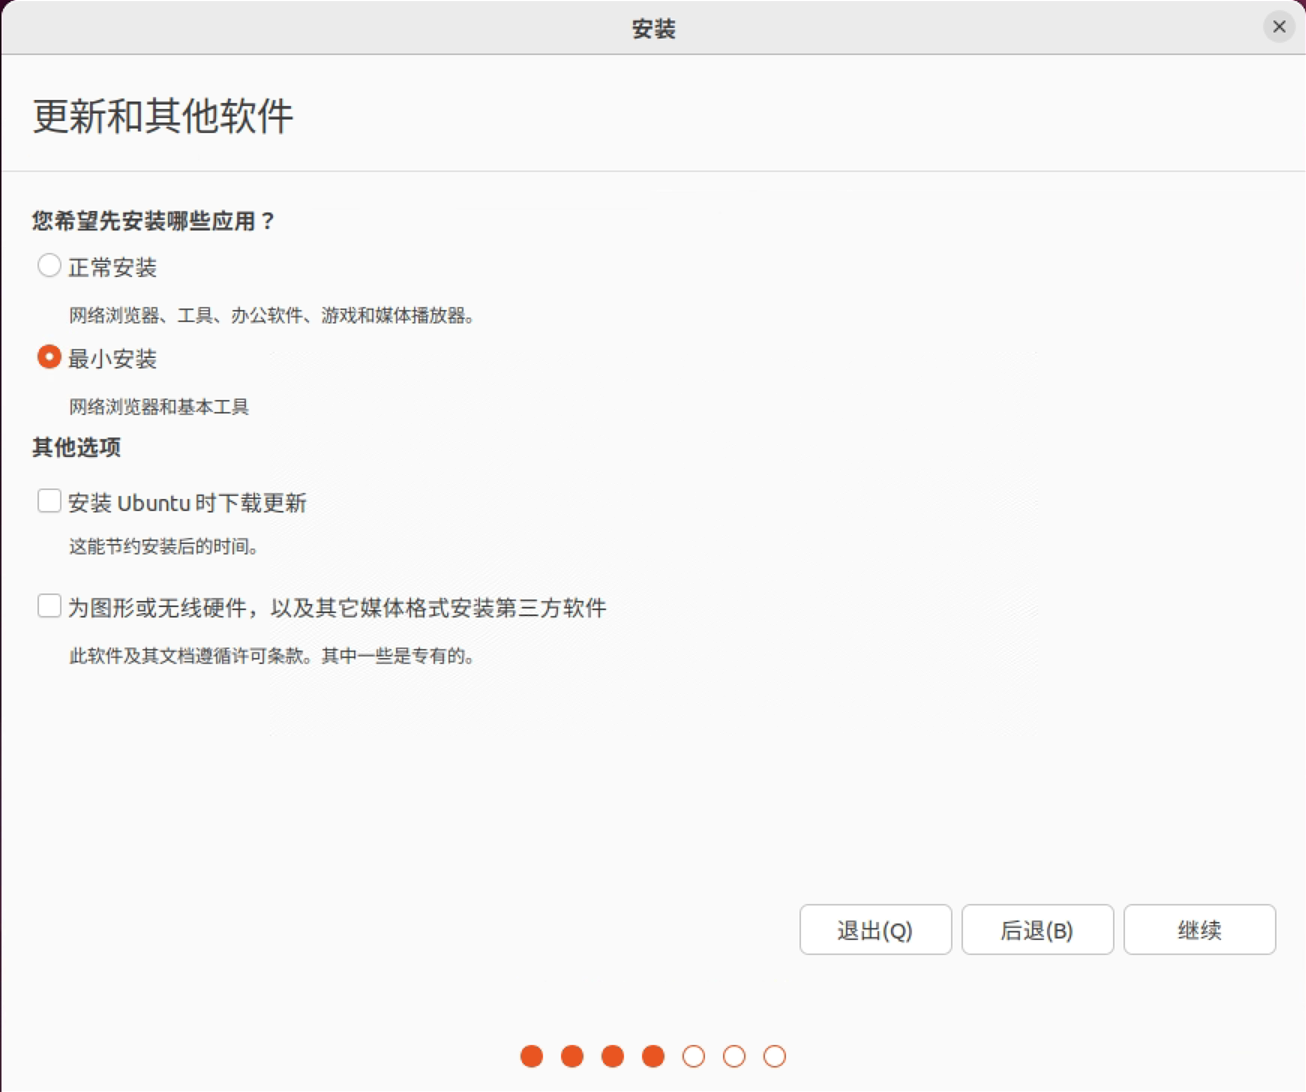 安装
更新和其他软件
您希望先安装哪些应用？
正常安装
网络浏览器、工具、办公软件、游戏和媒体播放器。
最小安装
网络浏览器和基本工具
其他选项
安装 Ubuntu 时下载更新
这能节约安装后的时间。
为图形或无线硬件，以及其它媒体格式安装第三方软件
此软件及其文档遵循许可条款。其中一些是专有的。
退出(Q) 后退(B) 继续